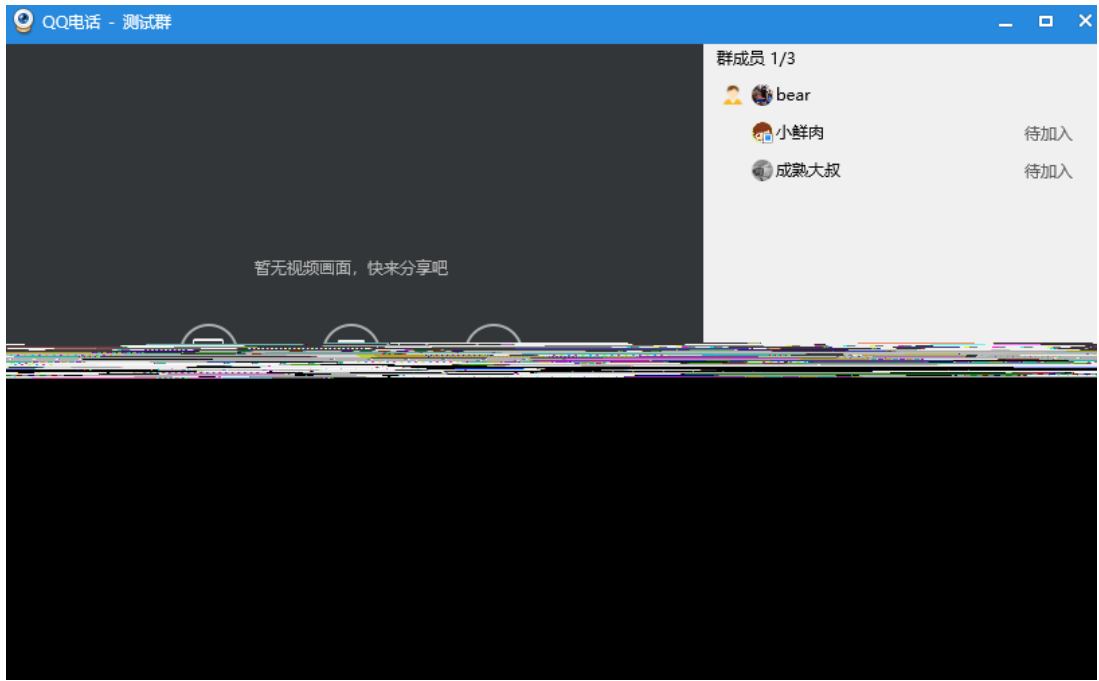 QQ电话 - 测试群
群成员 1/3
bear
小鲜肉 待加入
成熟大叔 待加入
暂无视频画面，快来分享吧